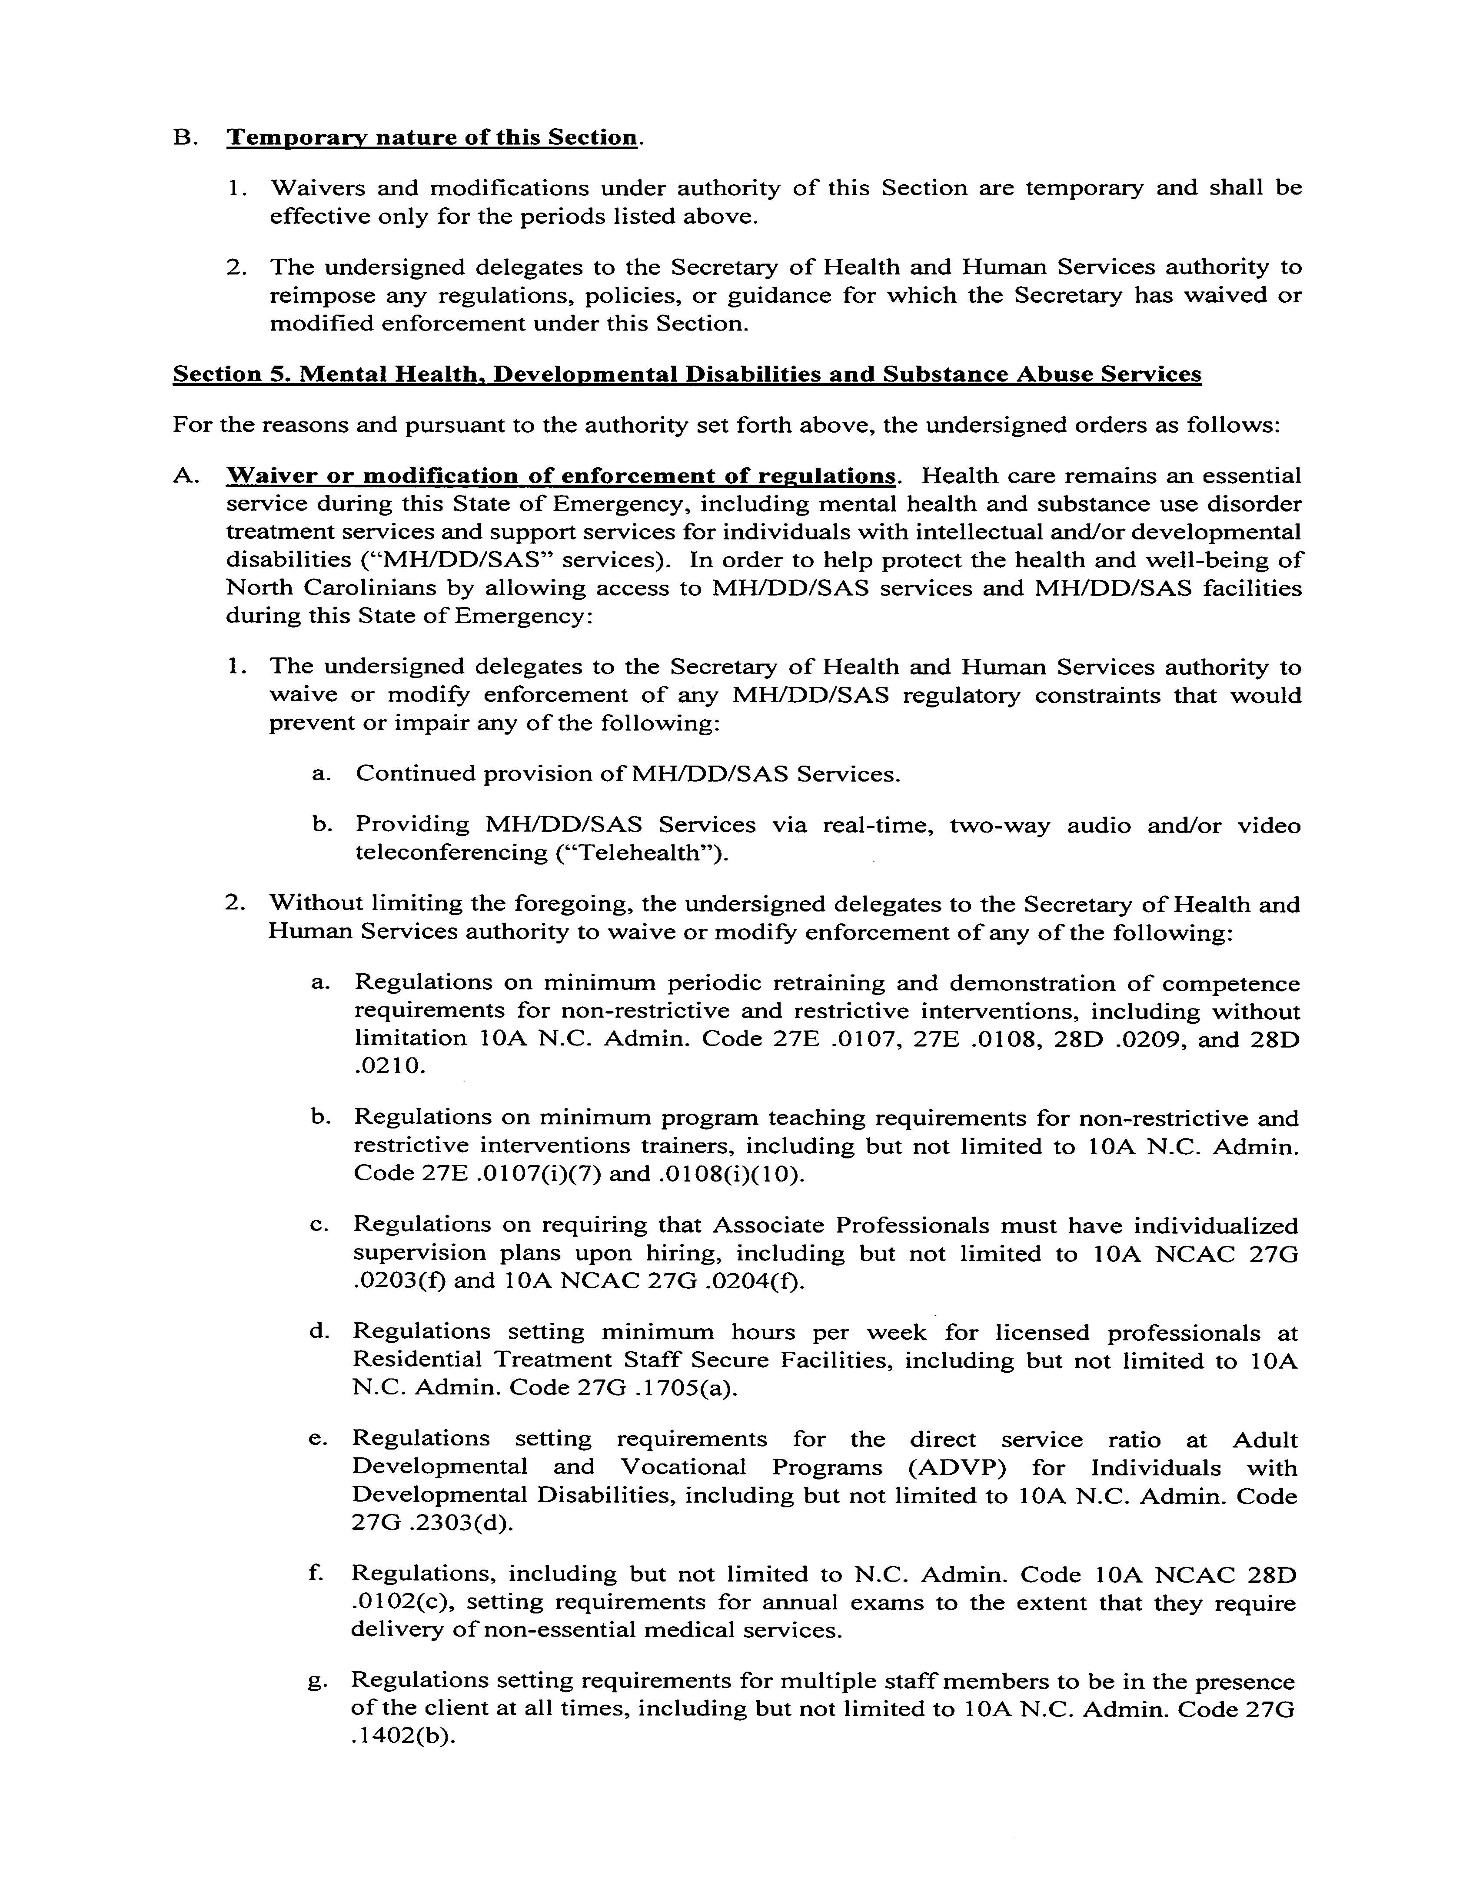 B. Temporary nature of this Section.
1. Waivers and modifications under authority of this Section are temporary and shall be
effective only for the periods listed above.
2. The undersigned delegates to the Secretary of Health and Human Services authority to
reimpose any regulations, policies, or guidance for which the Secretary has waived or
modified enforcement under this Section.
Section 5. Mental Health, Developmental Disabilities and Substance Abuse Services
For the reasons and pursuant to the authority set forth above, the undersigned orders as follows:
A. Waiver or modification of enforcement of regulations. Health care remains an essential
service during this State of Emergency, including mental health and substance use disorder
treatment services and support services for individuals with intellectual and/or developmental
disabilities (“MH/DD/SAS” services). In order to help protect the health and well-being of
North Carolinians by allowing access to MH/DD/SAS services and MH/DD/SAS facilities
during this State of Emergency:
1. The undersigned delegates to the Secretary of Health and Human Services authority to
waive or modify enforcement of any MH/DD/SAS regulatory constraints that would
prevent or impair any of the following:
a. Continued provision of MH/DD/SAS Services.
b. Providing MH/DD/SAS Services via real-time, two-way audio and/or video
teleconferencing (“Telehealth”).
2. Without limiting the foregoing, the undersigned delegates to the Secretary of Health and
Human Services authority to waive or modify enforcement of any of the following:
a. Regulations on minimum periodic retraining and demonstration of competence
requirements for non-restrictive and restrictive interventions, including without
limitation 10A N.C. Admin. Code 27E .0107, 27E .0108, 28D .0209, and 28D
.0210.
b. Regulations on minimum program teaching requirements for non-restrictive and
restrictive interventions trainers, including but not limited to 10A N.C. Admin.
Code 27E .0107(i)(7) and .0108(i)(10).
c. Regulations on requiring that Associate Professionals must have individualized
supervision plans upon hiring, including but not limited to 10A NCAC 27G
.0203(f) and 10A NCAC 27G .0204(f).
d. Regulations setting minimum hours per week for licensed professionals at
Residential Treatment Staff Secure Facilities, including but not limited to 10A
N.C. Admin. Code 27G .1705(a).
e. Regulations setting requirements for the direct service ratio at Adult
Developmental and Vocational Programs (ADVP) for Individuals with
Developmental Disabilities, including but not limited to 10A N.C. Admin. Code
27G .2303(d).
f. Regulations, including but not limited to N.C. Admin. Code 10A NCAC 28D
.0102(c), setting requirements for annual exams to the extent that they require
delivery of non-essential medical services.
g. Regulations setting requirements for multiple staff members to be in the presence
of the client at all times, including but not limited to 10A N.C. Admin. Code 27G
.1402(b).